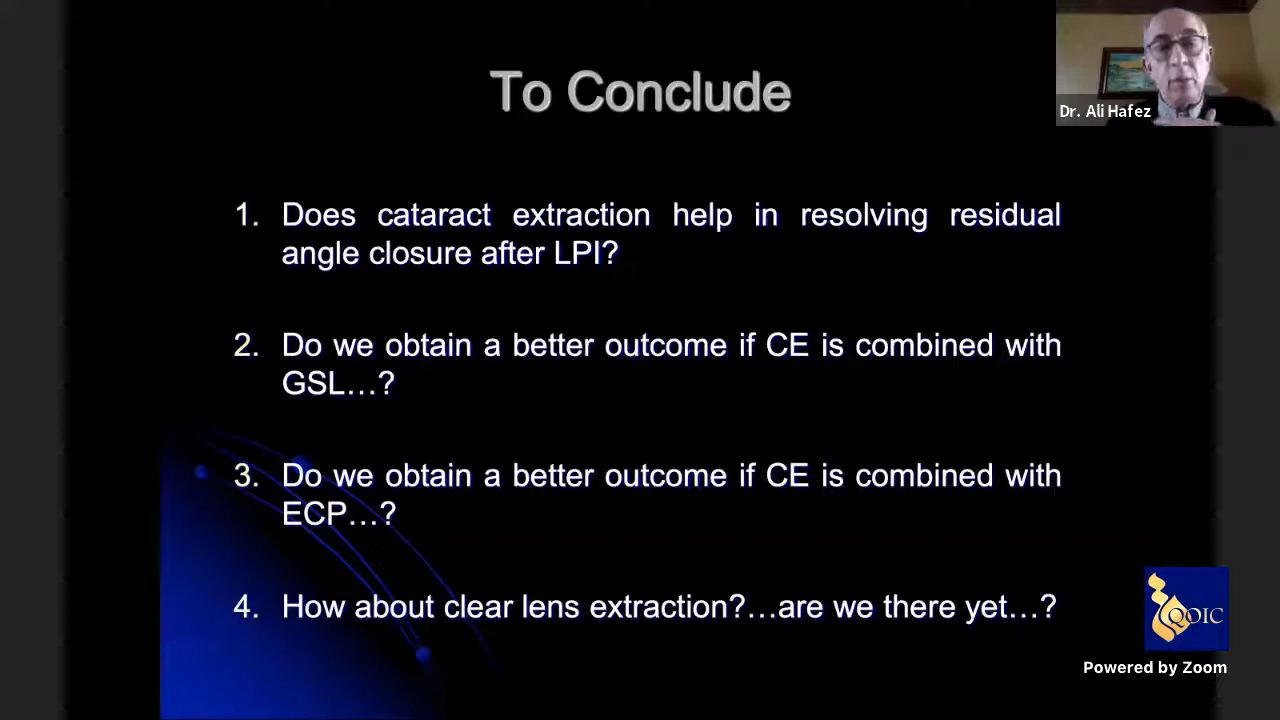 To Conclude
Dr. Ali Hafez
1. Does cataract extraction help in resolving residual
angle closure after LPI?
2. Do we obtain a better outcome if CE is combined with
GSL…?
3. Do we obtain a better outcome if CE is combined with
ECP…?
4. How about clear lens extraction?…are we there yet…?
QOIC
Powered by Zoom